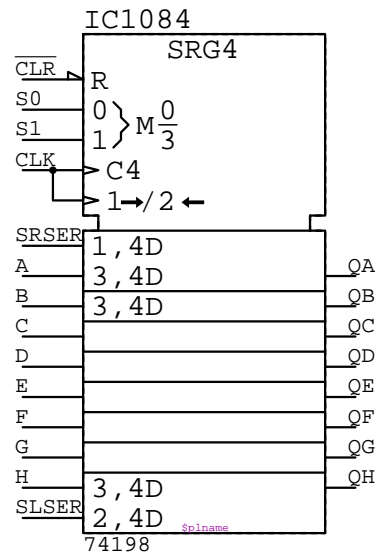 IC1084
SRG4
CLR
R
S0
0
S1
1
M 0/3
CLK
C4
1→/2←
SRSER
1,4D
A
3,4D
QA
B
3,4D
QB
C
QC
D
QD
E
QE
F
QF
G
QG
H
3,4D
QH
SLSER
2,4D
$plname
74198